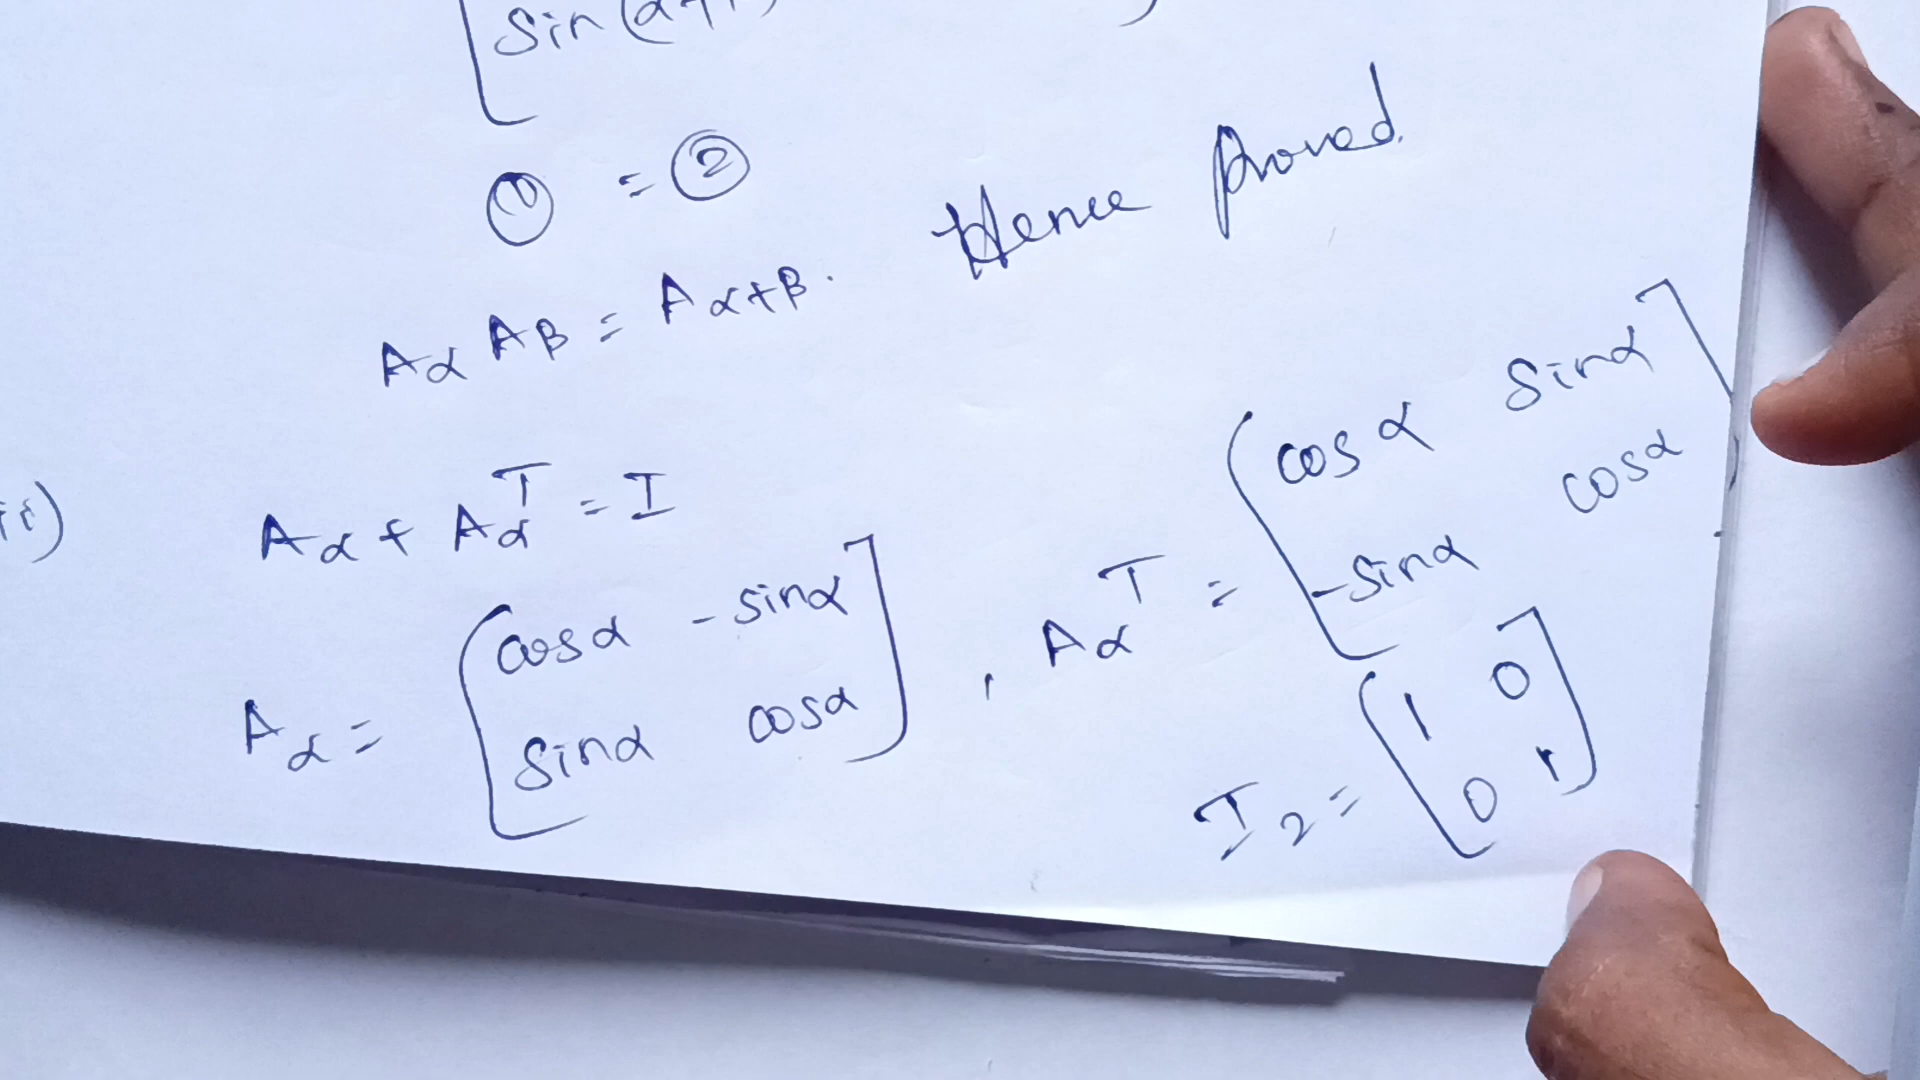 Sin (α+
① = ②
Aα Aβ = Aα+β. Hence Proved.
ii) Aα + Aα^T = I
Aα = [cosα -sinα
sinα cosα] , Aα^T = [cosα sinα
-sinα cosα]
I2 = [1 0
0 1]